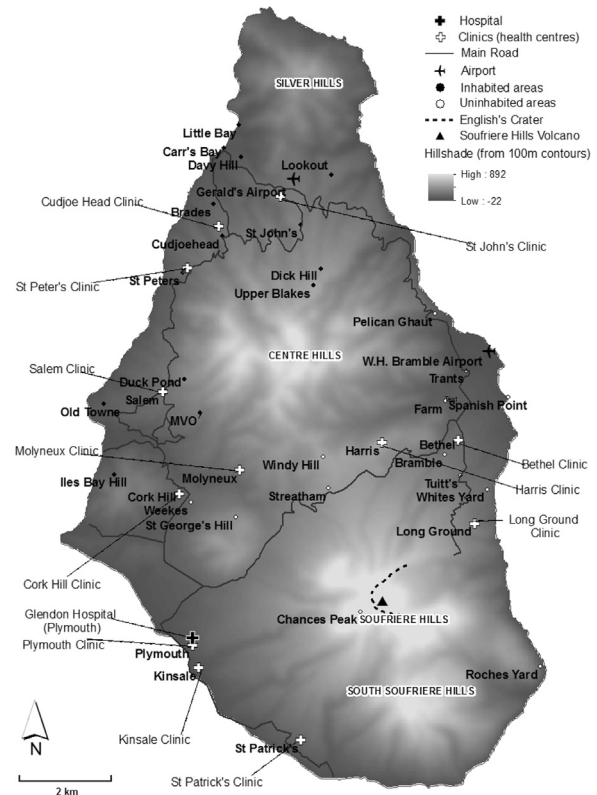 Hospital
Clinics (health centres)
Main Road
Airport
Inhabited areas
Uninhabited areas
English's Crater
Soufriere Hills Volcano
Hillshade (from 100m contours)
High : 892
Low : -22
SILVER HILLS
Little Bay
Carr's Bay
Davy Hill
Lookout
Gerald's Airport
Cudjoe Head Clinic
Brades
St John's
Cudjoehead
St John's Clinic
St Peters
Dick Hill
St Peter's Clinic
Upper Blakes
Pelican Ghaut
CENTRE HILLS
W.H. Bramble Airport
Salem Clinic
Trants
Duck Pond
Salem
Old Towne
Farm
Spanish Point
MVO
Bethel
Molyneux Clinic
Harris
Windy Hill
Bramble
Bethel Clinic
Molyneux
Iles Bay Hill
Tuitt's
Harris Clinic
Cork Hill
Streatham
Whites Yard
Weekes
St George's Hill
Long Ground
Long Ground
Clinic
Cork Hill Clinic
Glendon Hospital
(Plymouth)
Chances Peak
SOUFRIERE HILLS
Plymouth Clinic
Plymouth
Kinsale
Roches Yard
SOUTH SOUFRIERE HILLS
N
Kinsale Clinic
St Patrick's
St Patrick's Clinic
2 km